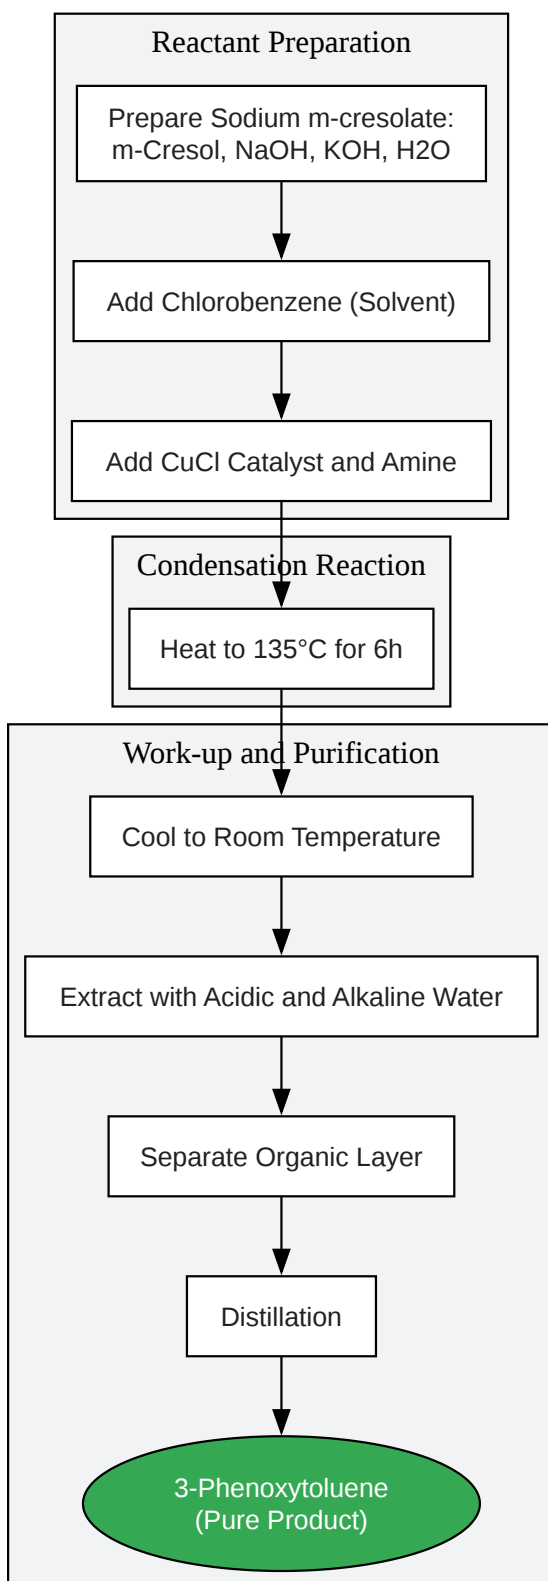 Reactant Preparation
Prepare Sodium m-cresolate:
m-Cresol, NaOH, KOH, H2O
Add Chlorobenzene (Solvent)
Add CuCl Catalyst and Amine
Condensation Reaction
Heat to 135°C for 6h
Work-up and Purification
Cool to Room Temperature
Extract with Acidic and Alkaline Water
Separate Organic Layer
Distillation
3-Phenoxytoluene
(Pure Product)